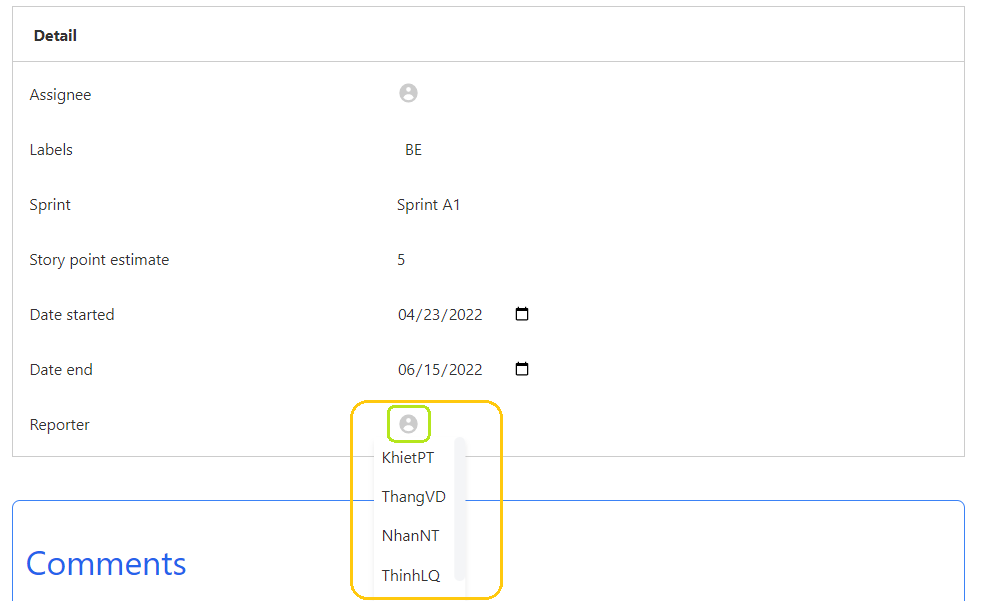 Detail
Assignee
Labels BE
Sprint Sprint A1
Story point estimate 5
Date started 04/23/2022
Date end 06/15/2022
Reporter
KhietPT
ThangVD
NhanNT
ThinhLQ
Comments